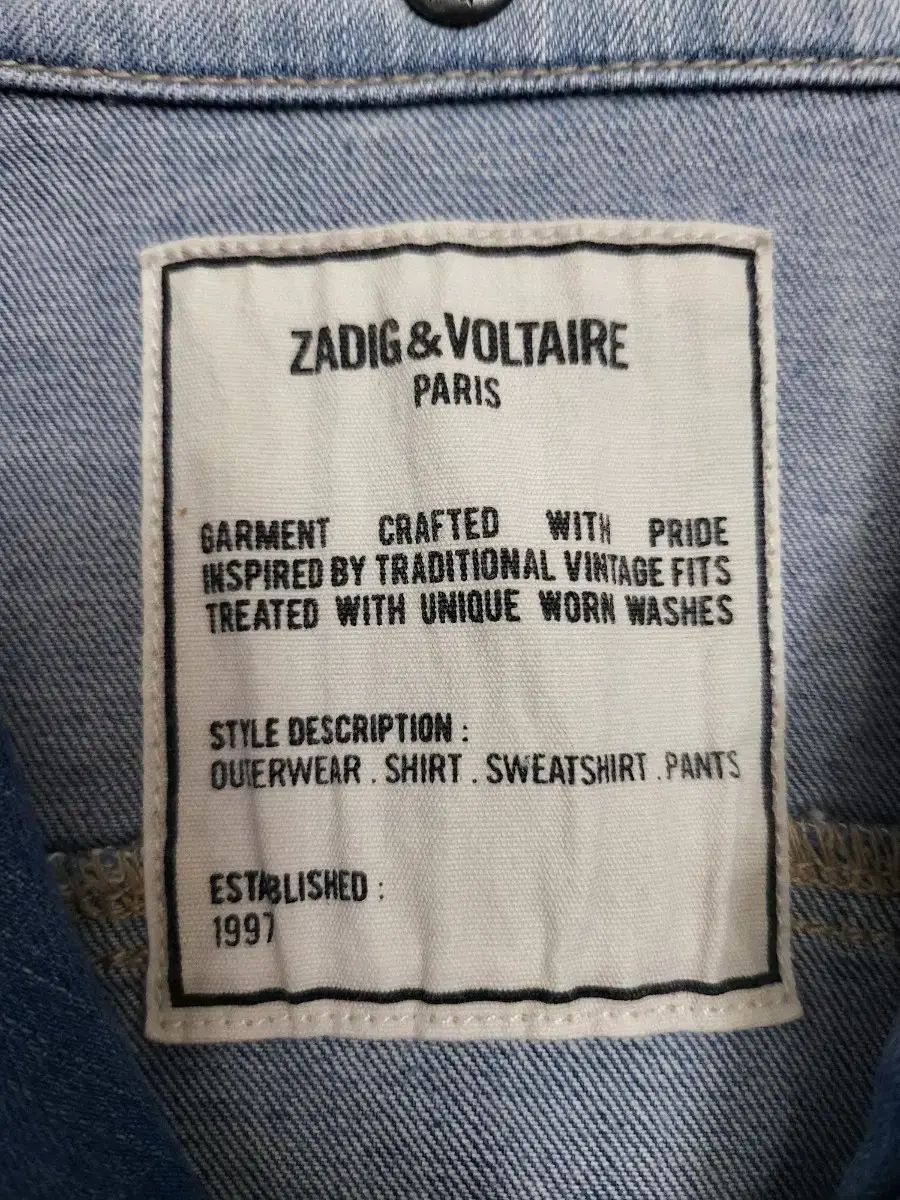 ZADIG&VOLTAIRE
PARIS
GARMENT CRAFTED WITH PRIDE
INSPIRED BY TRADITIONAL VINTAGE FITS
TREATED WITH UNIQUE WORN WASHES
STYLE DESCRIPTION :
OUTERWEAR . SHIRT . SWEATSHIRT . PANTS
ESTABLISHED :
1997